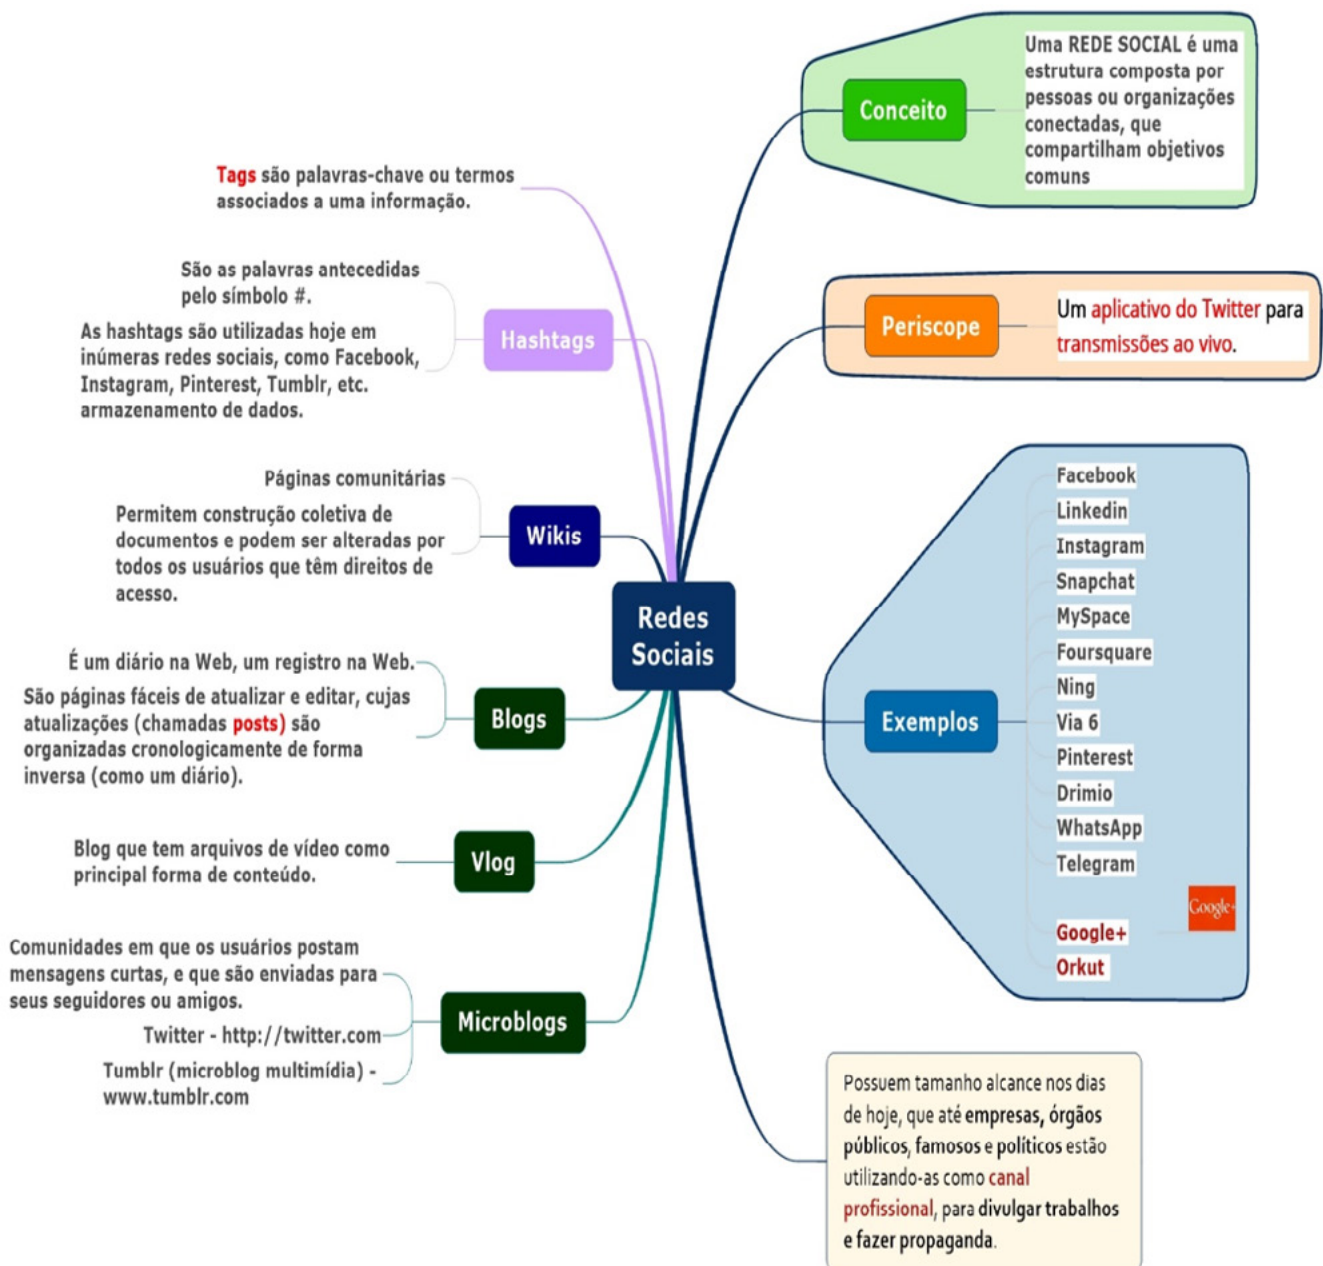 Uma REDE SOCIAL é uma
estrutura composta por
pessoas ou organizações
conectadas, que
compartilham objetivos
comuns
Conceito
Tags são palavras-chave ou termos
associados a uma informação.
São as palavras antecedidas
pelo símbolo #.
As hashtags são utilizadas hoje em
inúmeras redes sociais, como Facebook,
Instagram, Pinterest, Tumblr, etc.
armazenamento de dados.
Hashtags
Periscope
Um aplicativo do Twitter para
transmissões ao vivo.
Páginas comunitárias
Permitem construção coletiva de
documentos e podem ser alteradas por
todos os usuários que têm direitos de
acesso.
Wikis
Redes
Sociais
É um diário na Web, um registro na Web.
São páginas fáceis de atualizar e editar, cujas
atualizações (chamadas posts) são
organizadas cronologicamente de forma
inversa (como um diário).
Blogs
Exemplos
Facebook
Linkedin
Instagram
Snapchat
MySpace
Foursquare
Ning
Via 6
Pinterest
Drimio
WhatsApp
Telegram
Google+
Google+
Orkut
Blog que tem arquivos de vídeo como
principal forma de conteúdo.
Vlog
Comunidades em que os usuários postam
mensagens curtas, e que são enviadas para
seus seguidores ou amigos.
Twitter - http://twitter.com
Tumblr (microblog multimídia) -
www.tumblr.com
Microblogs
Possuem tamanho alcance nos dias
de hoje, que até empresas, órgãos
públicos, famosos e políticos estão
utilizando-as como canal
profissional, para divulgar trabalhos
e fazer propaganda.